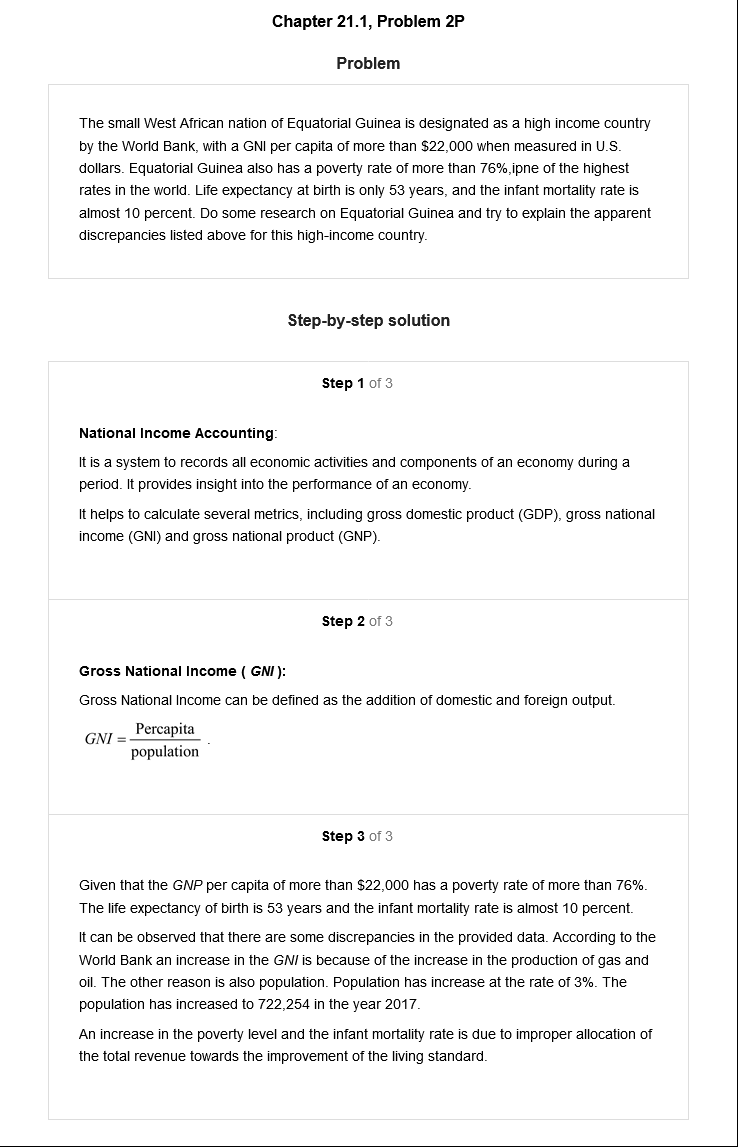 Chapter 21.1, Problem 2P
Problem
The small West African nation of Equatorial Guinea is designated as a high income country
by the World Bank, with a GNI per capita of more than $22,000 when measured in U.S.
dollars. Equatorial Guinea also has a poverty rate of more than 76%,ipne of the highest
rates in the world. Life expectancy at birth is only 53 years, and the infant mortality rate is
almost 10 percent. Do some research on Equatorial Guinea and try to explain the apparent
discrepancies listed above for this high-income country.
Step-by-step solution
Step 1 of 3
National Income Accounting:
It is a system to records all economic activities and components of an economy during a
period. It provides insight into the performance of an economy.
It helps to calculate several metrics, including gross domestic product (GDP), gross national
income (GNI) and gross national product (GNP).
Step 2 of 3
Gross National Income ( GNI ):
Gross National Income can be defined as the addition of domestic and foreign output.
GNI = Percapita / population .
Step 3 of 3
Given that the GNP per capita of more than $22,000 has a poverty rate of more than 76%.
The life expectancy of birth is 53 years and the infant mortality rate is almost 10 percent.
It can be observed that there are some discrepancies in the provided data. According to the
World Bank an increase in the GNI is because of the increase in the production of gas and
oil. The other reason is also population. Population has increase at the rate of 3%. The
population has increased to 722,254 in the year 2017.
An increase in the poverty level and the infant mortality rate is due to improper allocation of
the total revenue towards the improvement of the living standard.